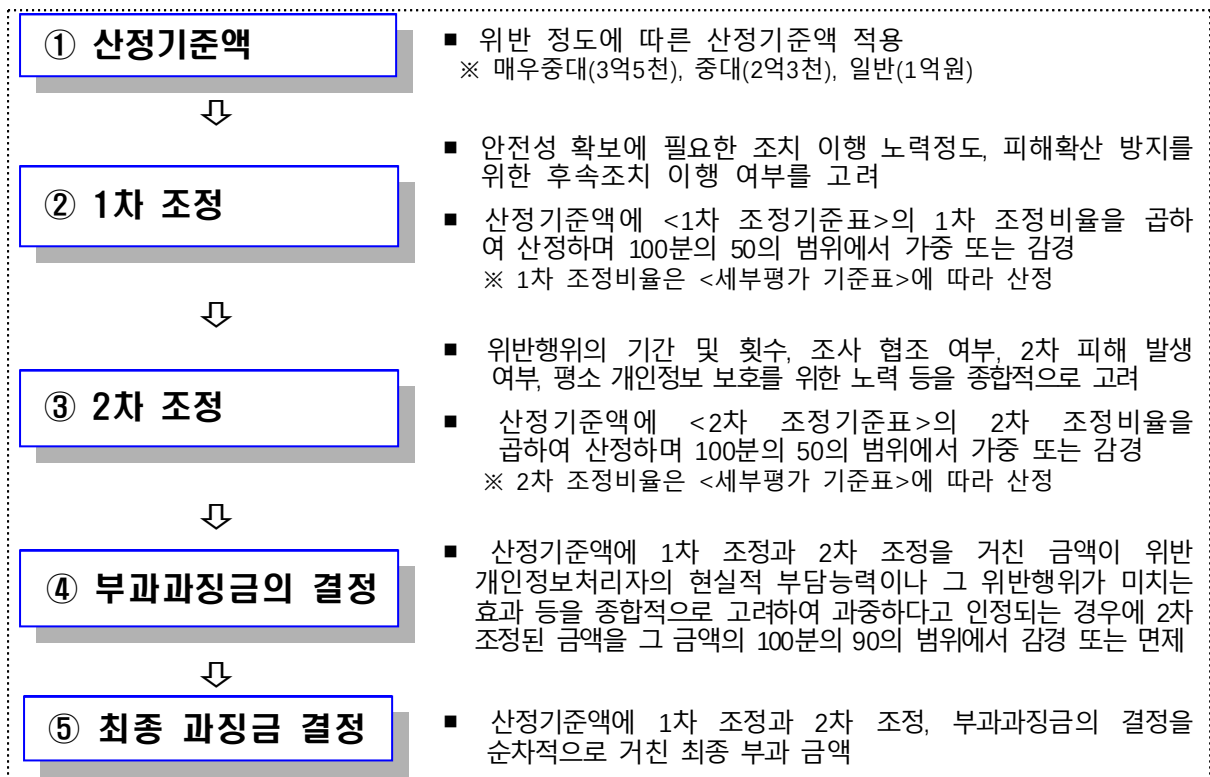 ① 산정기준액
■ 위반 정도에 따른 산정기준액 적용
※ 매우중대(3억5천), 중대(2억3천), 일반(1억원)
⇩
② 1차 조정
■ 안전성 확보에 필요한 조치 이행 노력정도, 피해확산 방지를
위한 후속조치 이행 여부를 고려
■ 산정기준액에 <1차 조정기준표>의 1차 조정비율을 곱하
여 산정하며 100분의 50의 범위에서 가중 또는 감경
※ 1차 조정비율은 <세부평가 기준표>에 따라 산정
⇩
③ 2차 조정
■ 위반행위의 기간 및 횟수, 조사 협조 여부, 2차 피해 발생
여부, 평소 개인정보 보호를 위한 노력 등을 종합적으로 고려
■ 산정기준액에 <2차 조정기준표>의 2차 조정비율을
곱하여 산정하며 100분의 50의 범위에서 가중 또는 감경
※ 2차 조정비율은 <세부평가 기준표>에 따라 산정
⇩
④ 부과과징금의 결정
■ 산정기준액에 1차 조정과 2차 조정을 거친 금액이 위반
개인정보처리자의 현실적 부담능력이나 그 위반행위가 미치는
효과 등을 종합적으로 고려하여 과중하다고 인정되는 경우에 2차
조정된 금액을 그 금액의 100분의 90의 범위에서 감경 또는 면제
⇩
⑤ 최종 과징금 결정
■ 산정기준액에 1차 조정과 2차 조정, 부과과징금의 결정을
순차적으로 거친 최종 부과 금액